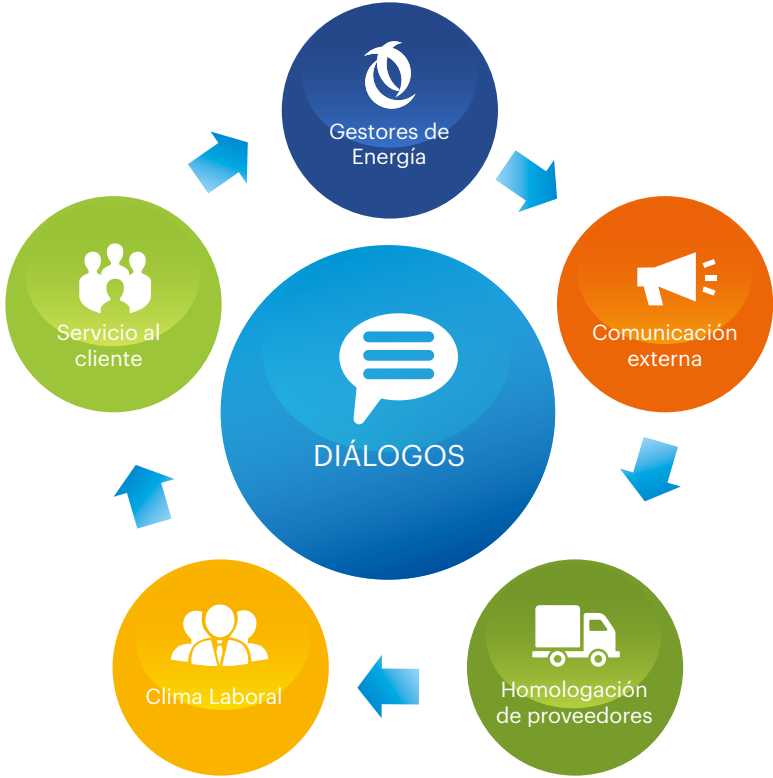 Gestores de
Energía
Comunicación
externa
Homologación
de proveedores
Clima Laboral
Servicio al
cliente
DIÁLOGOS